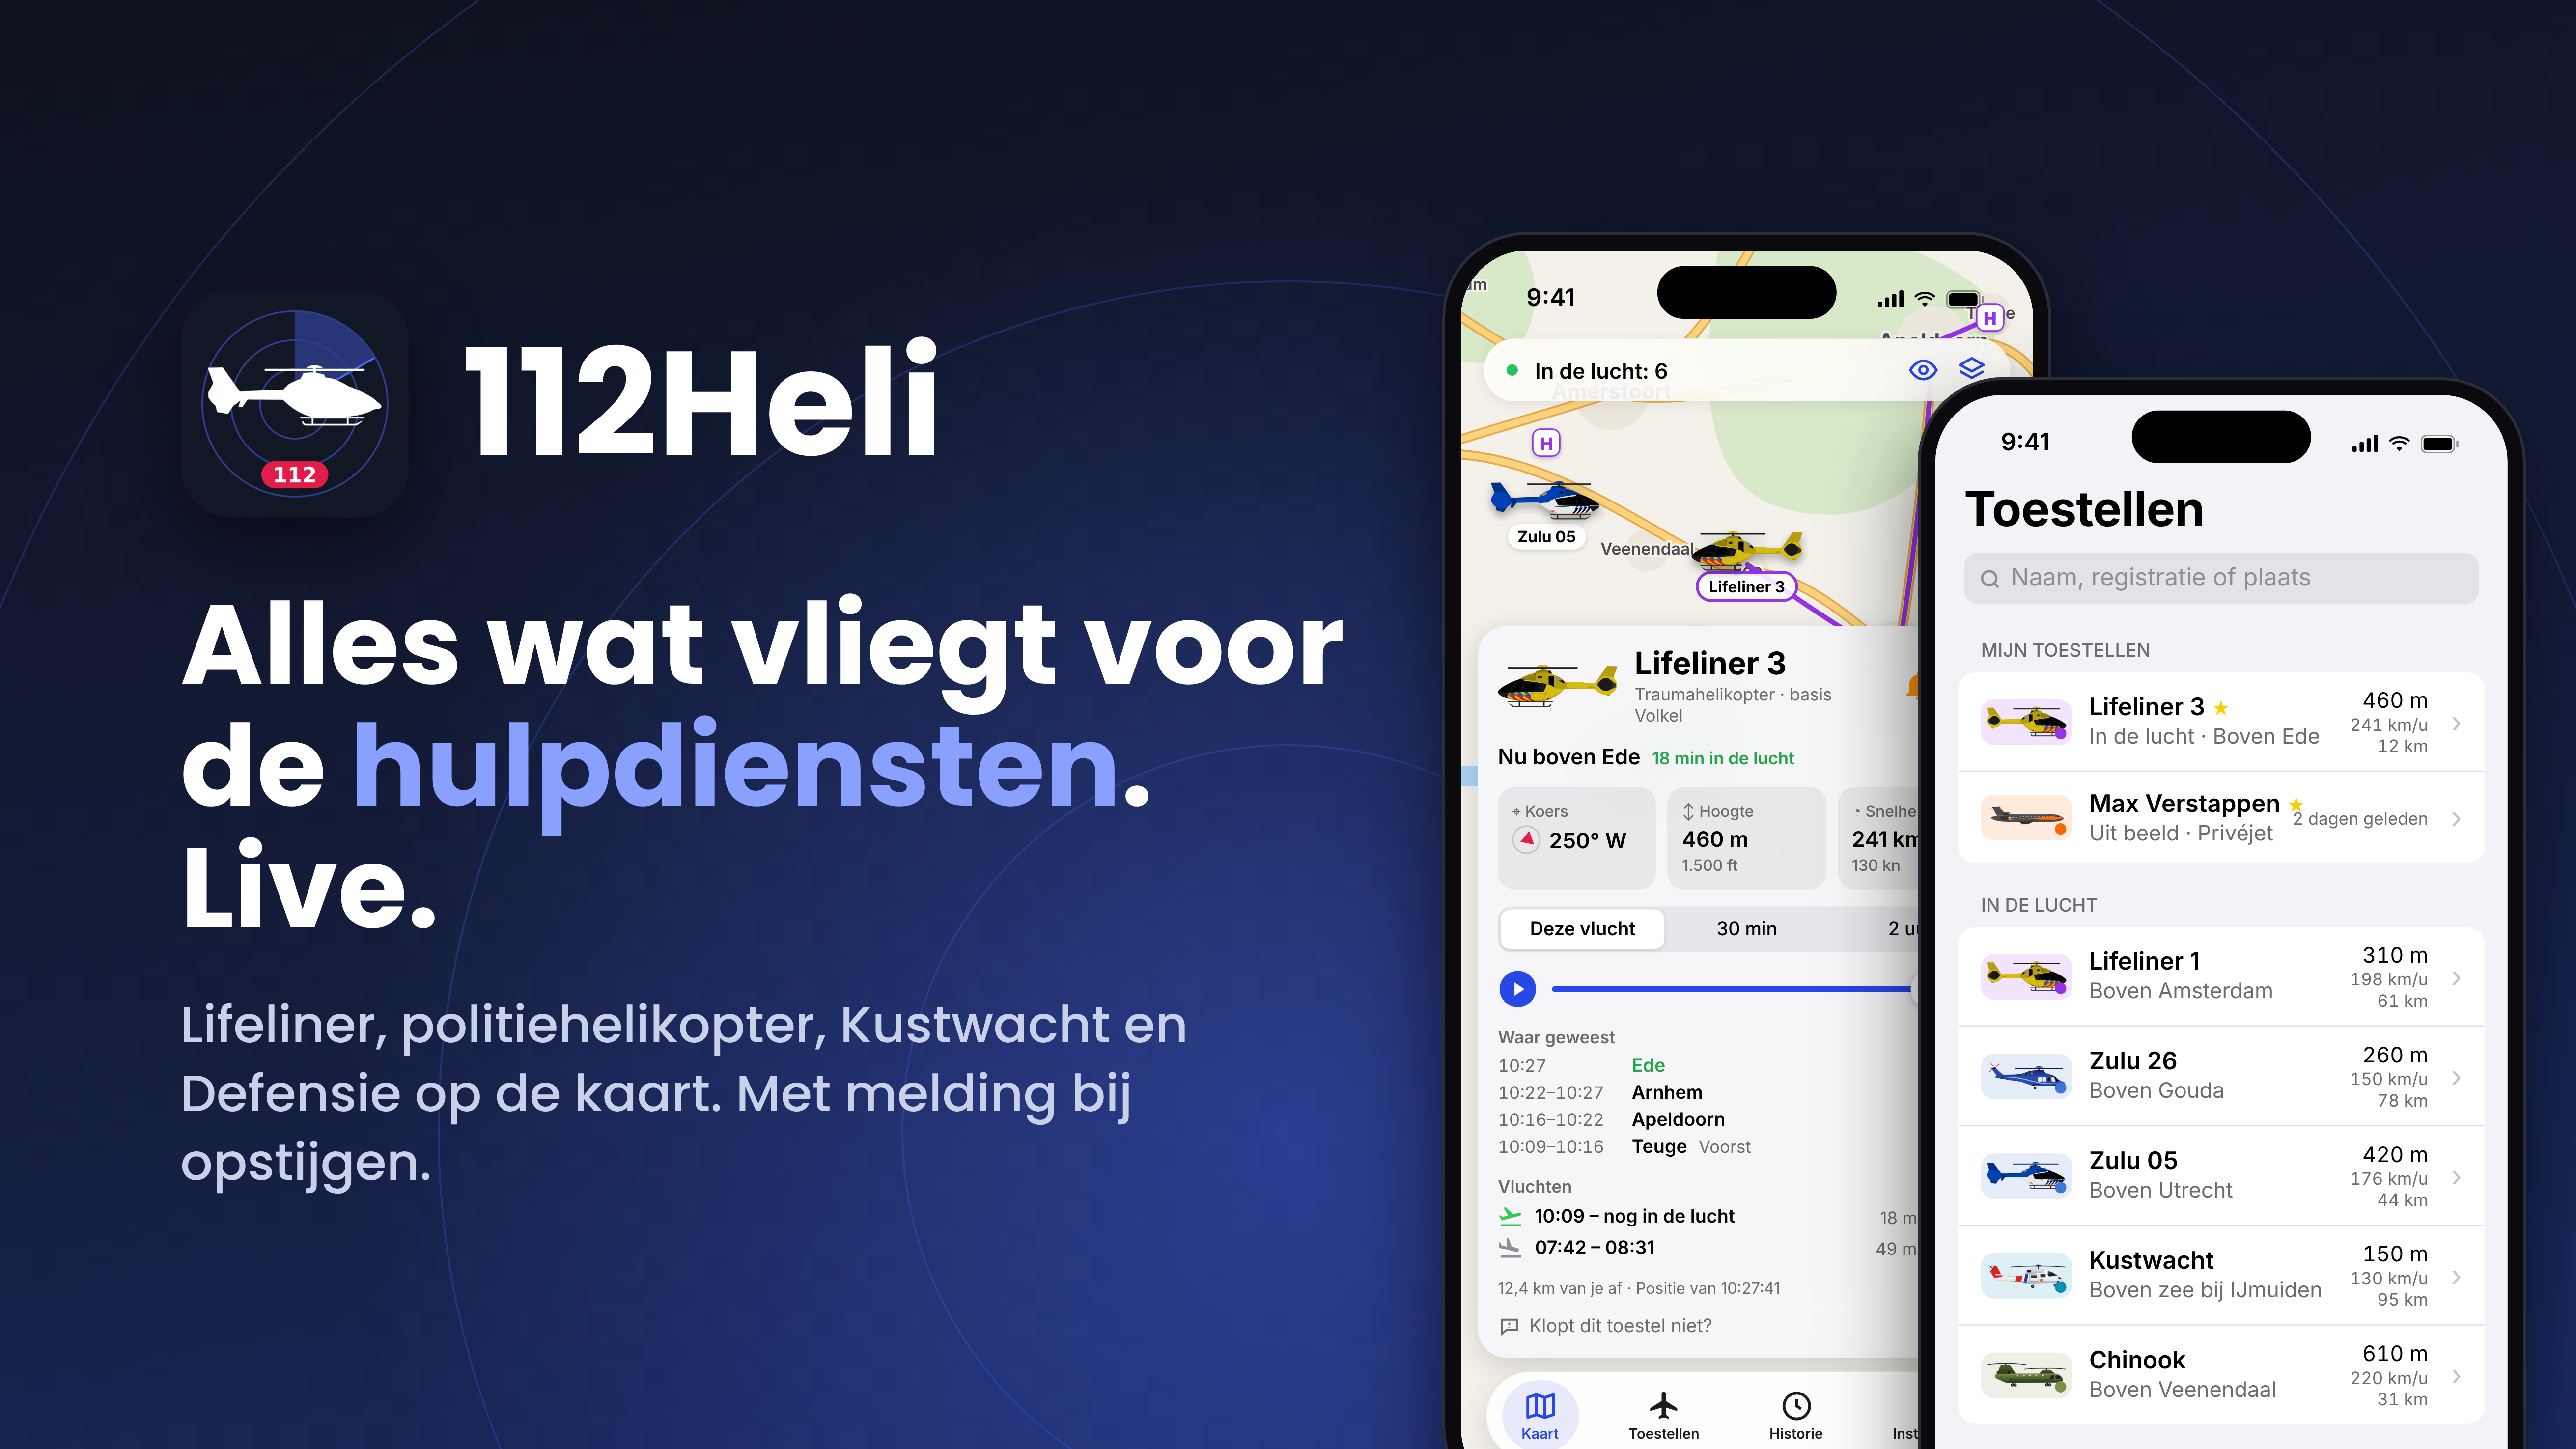 112
112Heli
Alles wat vliegt voor
de hulpdiensten.
Live.
Lifeliner, politiehelikopter, Kustwacht en
Defensie op de kaart. Met melding bij
opstijgen.
9:41
H
In de lucht: 6
Amersfoort
H
Zulu 05
Veenendaal
Lifeliner 3
Lifeliner 3
Traumahelikopter · basis
Volkel
Nu boven Ede 18 min in de lucht
Koers
250° W
Hoogte
460 m
1.500 ft
241 km
130 kn
Deze vlucht
30 min
Waar geweest
10:27 Ede
10:22–10:27 Arnhem
10:16–10:22 Apeldoorn
10:09–10:16 Teuge Voorst
Vluchten
10:09 – nog in de lucht 18 m
07:42 – 08:31 49 m
12,4 km van je af · Positie van 10:27:41
Klopt dit toestel niet?
Kaart
Toestellen
Historie
9:41
Toestellen
Naam, registratie of plaats
MIJN TOESTELLEN
Lifeliner 3
In de lucht · Boven Ede
460 m
241 km/u
12 km
Max Verstappen
Uit beeld · Privéjet
2 dagen geleden
IN DE LUCHT
Lifeliner 1
Boven Amsterdam
310 m
198 km/u
61 km
Zulu 26
Boven Gouda
260 m
150 km/u
78 km
Zulu 05
Boven Utrecht
420 m
176 km/u
44 km
Kustwacht
Boven zee bij IJmuiden
150 m
130 km/u
95 km
Chinook
Boven Veenendaal
610 m
220 km/u
31 km